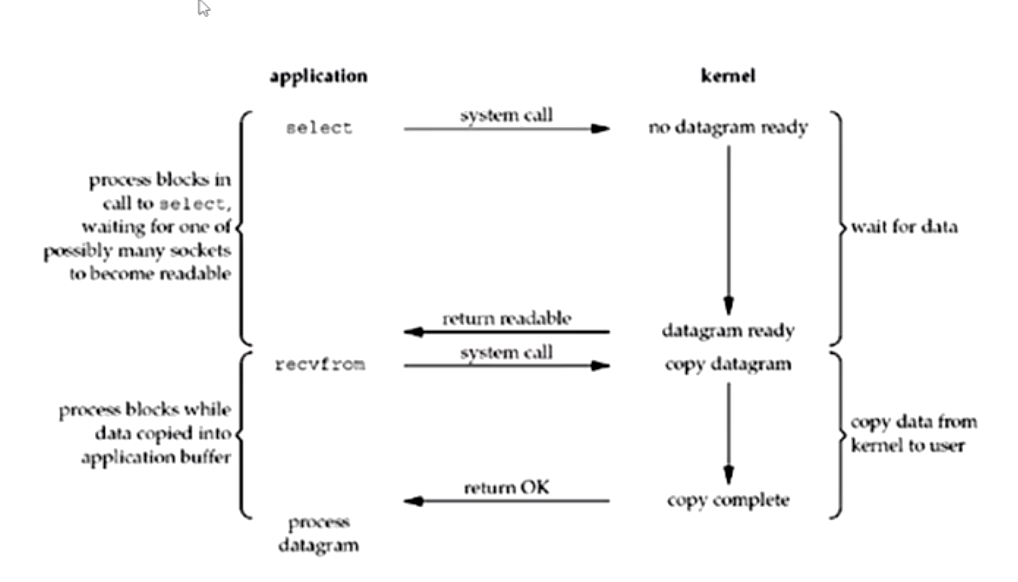 application
kernel
select
system call
no datagram ready
process blocks in
call to select,
waiting for one of
possibly many sockets
to become readable
wait for data
return readable
datagram ready
recvfrom
system call
copy datagram
process blocks while
data copied into
application buffer
copy data from
kernel to user
return OK
copy complete
process
datagram